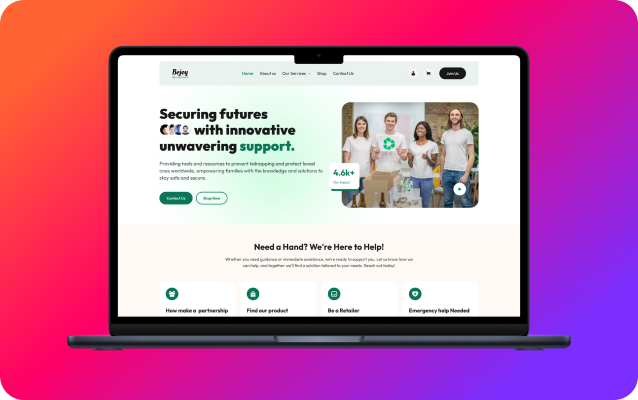 Bejoy
Home About us Our Services Shop Contact Us
Join Us
Securing futures
with innovative
unwavering support.
Providing tools and resources to prevent kidnapping and protect loved
ones worldwide, empowering families with the knowledge and solutions to
stay safe and secure.
Contact Us Shop Now
4.6k+
Need a Hand? We're Here to Help!
Whether you need guidance or immediate assistance, we're ready to support you. Let us know how we
can help, and together we'll find a solution tailored to your needs. Reach out today!
How make a partnership Find our product Be a Retailer Emergency help Needed